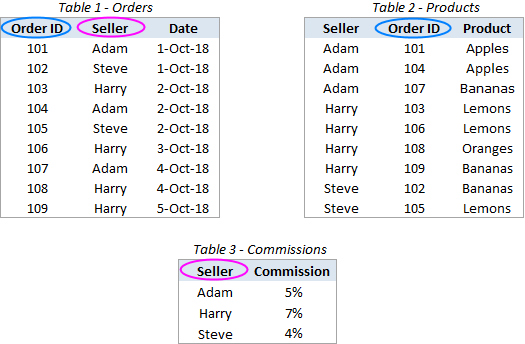 Table 1 - Orders
Order ID Seller Date
101 Adam 1-Oct-18
102 Steve 1-Oct-18
103 Harry 2-Oct-18
104 Adam 2-Oct-18
105 Steve 2-Oct-18
106 Harry 3-Oct-18
107 Adam 4-Oct-18
108 Harry 4-Oct-18
109 Harry 5-Oct-18
Table 2 - Products
Seller Order ID Product
Adam 101 Apples
Adam 104 Apples
Adam 107 Bananas
Harry 103 Lemons
Harry 106 Lemons
Harry 108 Oranges
Harry 109 Bananas
Steve 102 Bananas
Steve 105 Lemons
Table 3 - Commissions
Seller Commission
Adam 5%
Harry 7%
Steve 4%